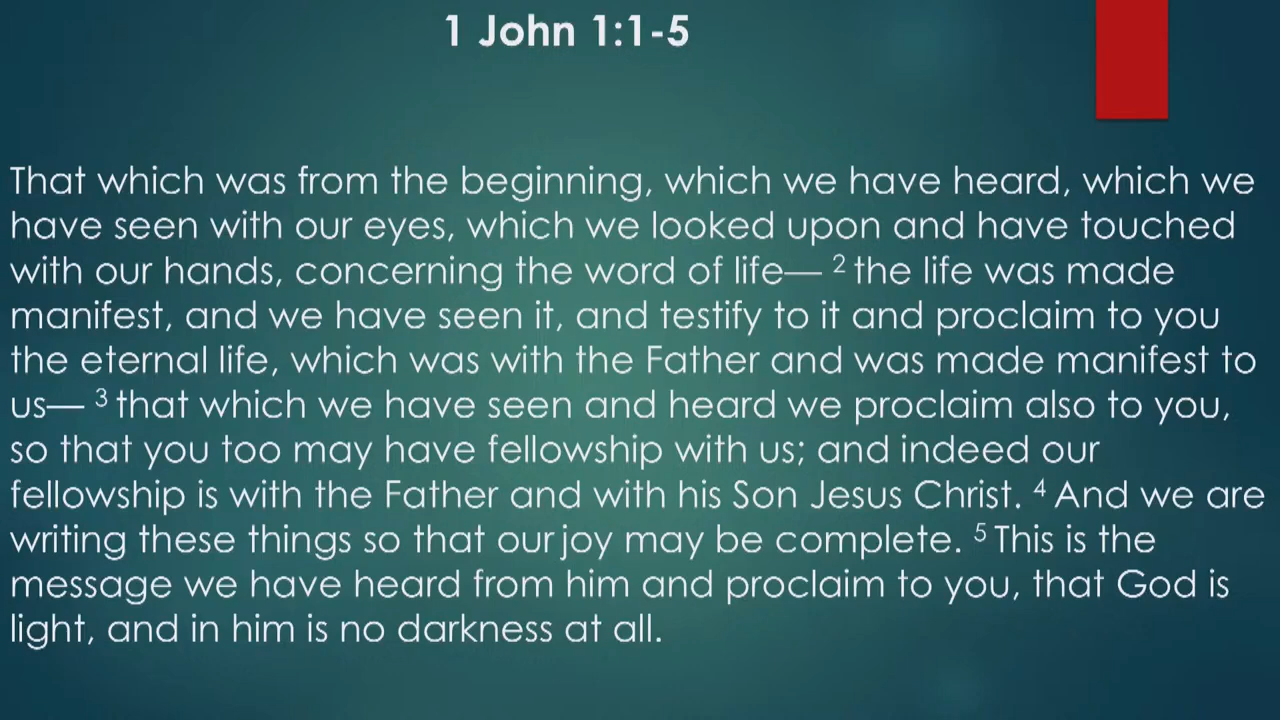 1 John 1:1-5
That which was from the beginning, which we have heard, which we
have seen with our eyes, which we looked upon and have touched
with our hands, concerning the word of life— 2 the life was made
manifest, and we have seen it, and testify to it and proclaim to you
the eternal life, which was with the Father and was made manifest to
us— 3 that which we have seen and heard we proclaim also to you,
so that you too may have fellowship with us; and indeed our
fellowship is with the Father and with his Son Jesus Christ. 4 And we are
writing these things so that our joy may be complete. 5 This is the
message we have heard from him and proclaim to you, that God is
light, and in him is no darkness at all.